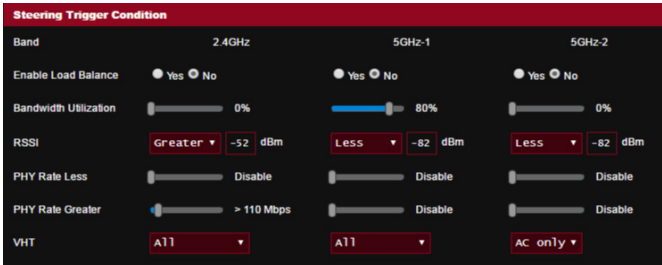 Steering Trigger Condition
Band 2.4GHz 5GHz-1 5GHz-2
Enable Load Balance Yes No Yes No Yes No
Bandwidth Utilization 0% 80% 0%
RSSI Greater -52 dBm Less -82 dBm Less -82 dBm
PHY Rate Less Disable Disable Disable
PHY Rate Greater > 110 Mbps Disable Disable
VHT All All AC only